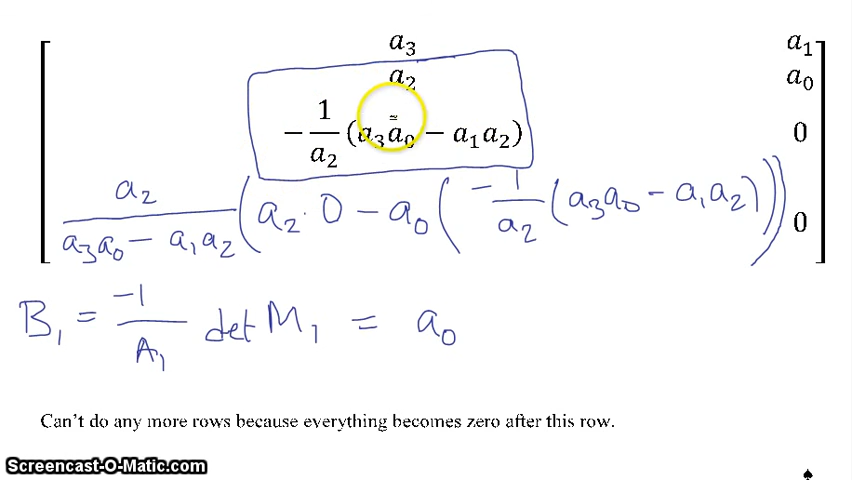 a₃ a₁
a₂ a₀
−1/a₂ (a₃a₀ − a₁a₂) 0
a₂/(a₃a₀ − a₁a₂) (a₂·0 − a₀(−1/a₂ (a₃a₀ − a₁a₂))) 0
B₁ = −1/A₁ det M₁ = a₀
Can't do any more rows because everything becomes zero after this row.
Screencast-O-Matic.com